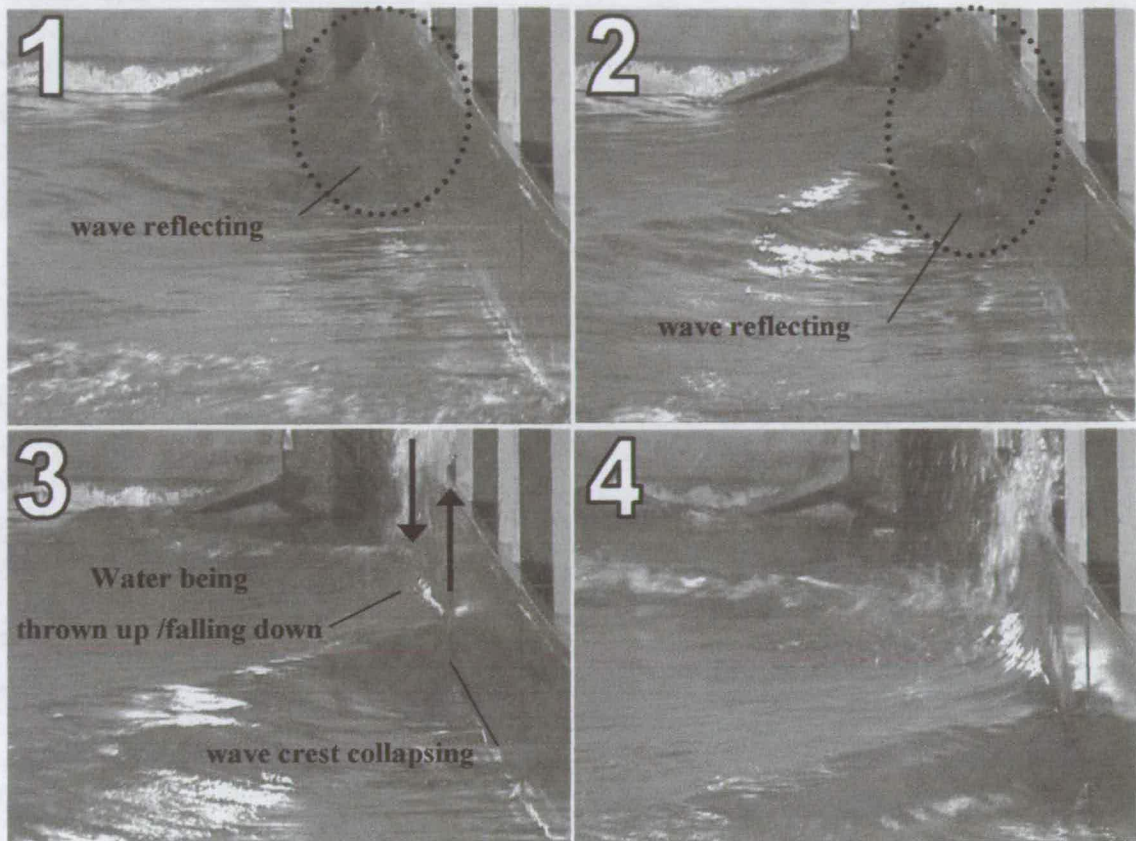 1
wave reflecting
2
wave reflecting
3
Water being
thrown up /falling down
wave crest collapsing
4